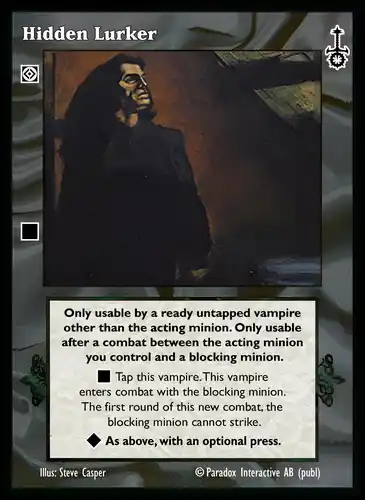 Hidden Lurker
Only usable by a ready untapped vampire
other than the acting minion. Only usable
after a combat between the acting minion
you control and a blocking minion.
Tap this vampire. This vampire
enters combat with the blocking minion.
The first round of this new combat, the
blocking minion cannot strike.
As above, with an optional press.
Illus: Steve Casper © Paradox Interactive AB (publ)